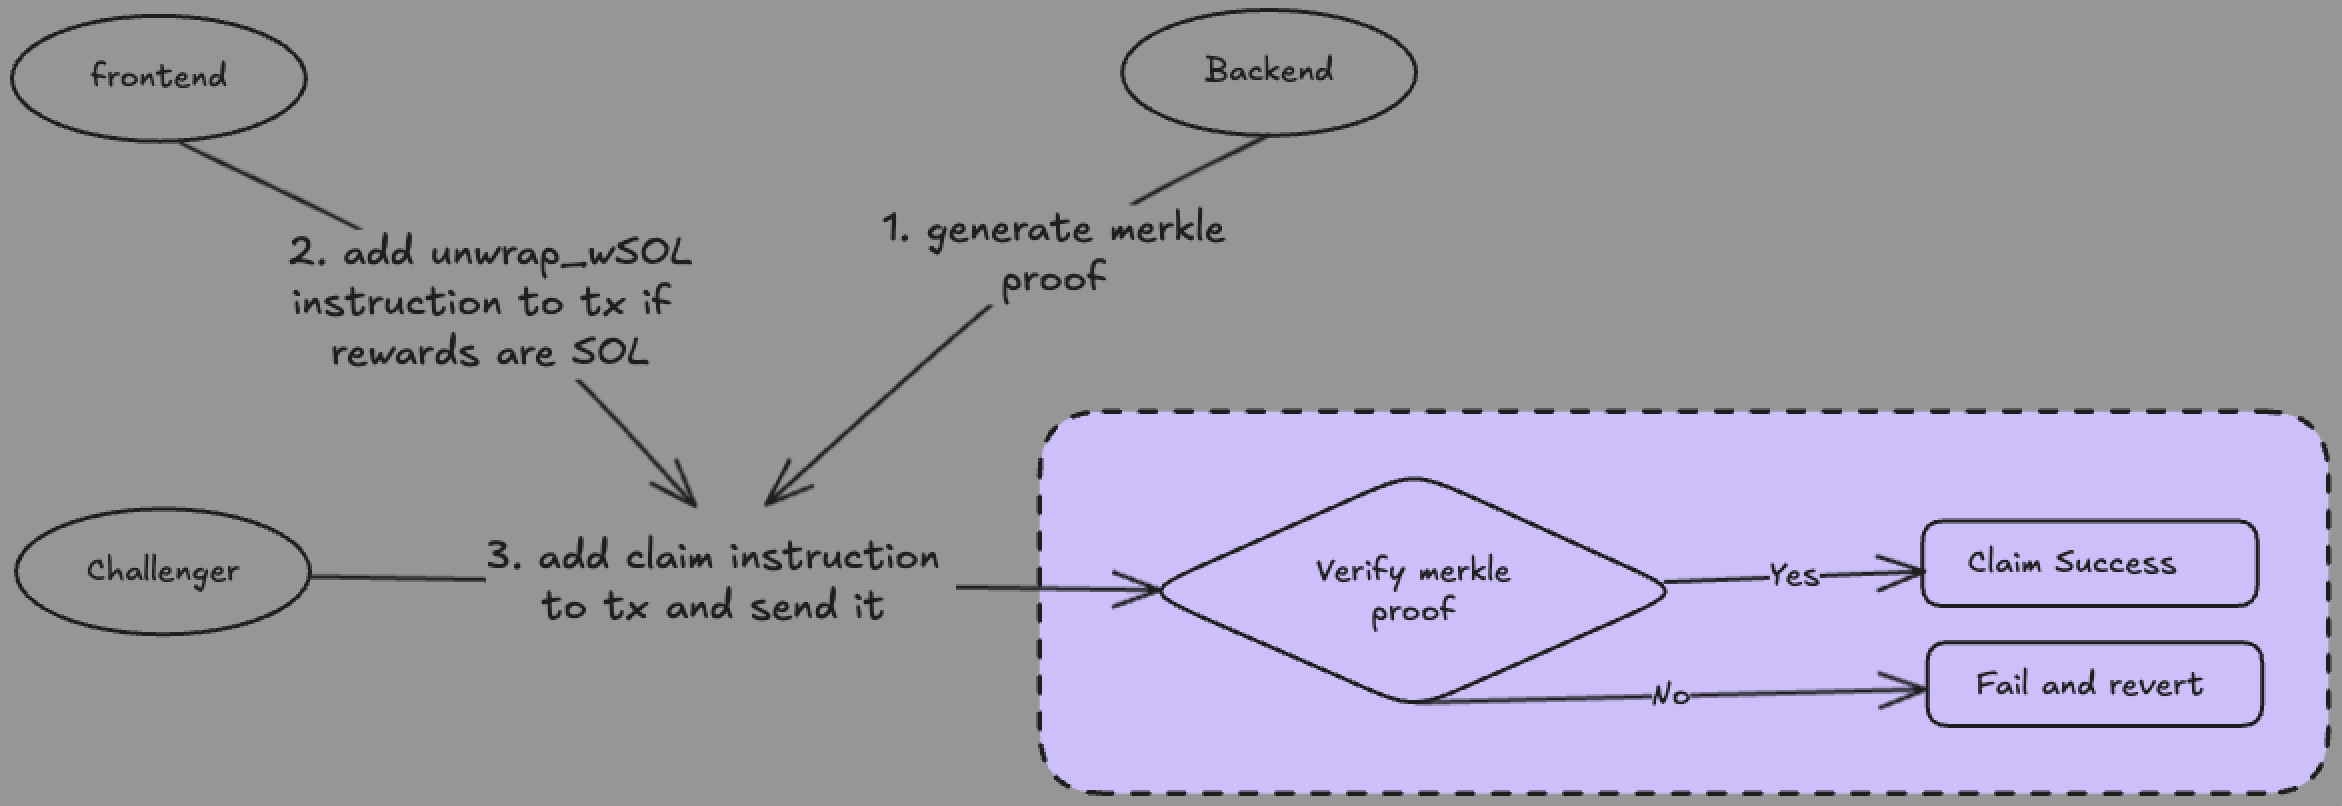 frontend
Backend
2. add unwrap_wSOL
instruction to tx if
rewards are SOL
1. generate merkle
proof
Challenger
3. add claim instruction
to tx and send it
Verify merkle
proof
Yes
Claim Success
No
Fail and revert